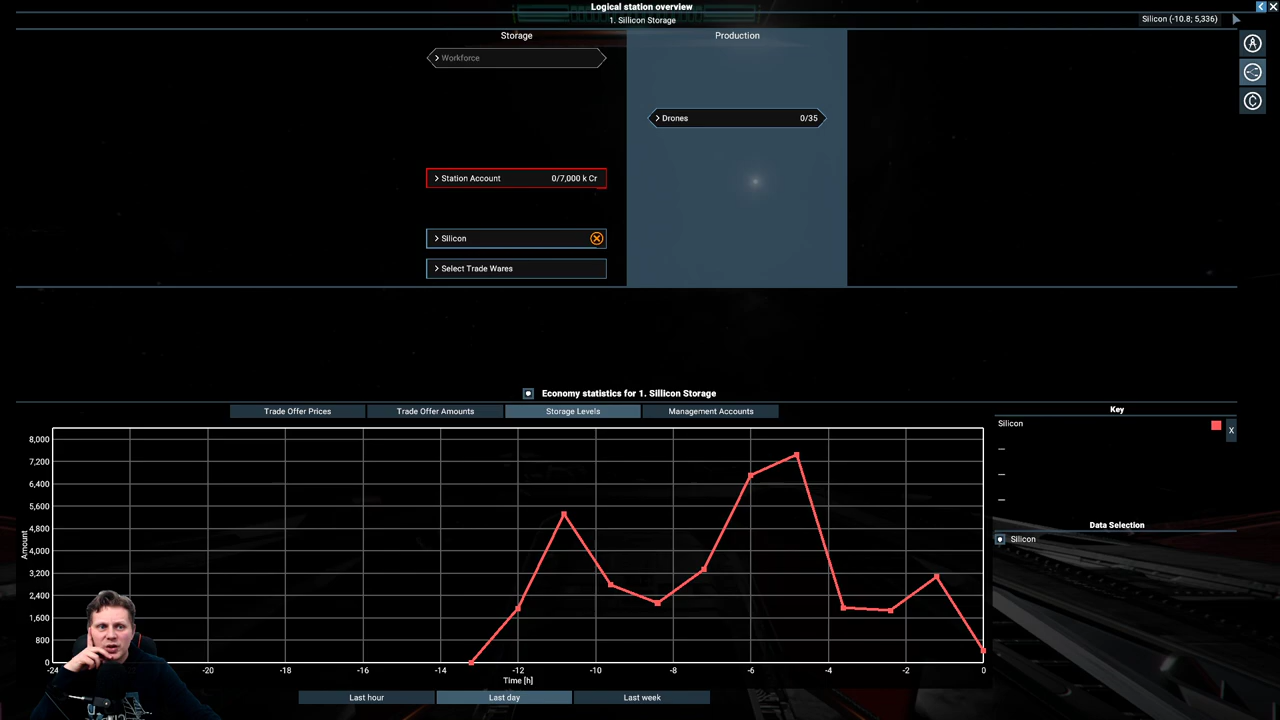 Logical station overview
1. Sillicon Storage
Silicon (-10.8; 5,336)
Storage
Production
Workforce
Drones 0/35
Station Account 0/7,000 k Cr
Silicon
Select Trade Wares
Economy statistics for 1. Sillicon Storage
Trade Offer Prices
Trade Offer Amounts
Storage Levels
Management Accounts
Key
Silicon
X
Data Selection
Silicon
Amount
8,000
7,200
6,400
5,600
4,800
4,000
3,200
2,400
1,600
800
0
-24 -20 -18 -16 -14 -12 -10 -8 -6 -4 -2 0
Time [h]
Last hour
Last day
Last week